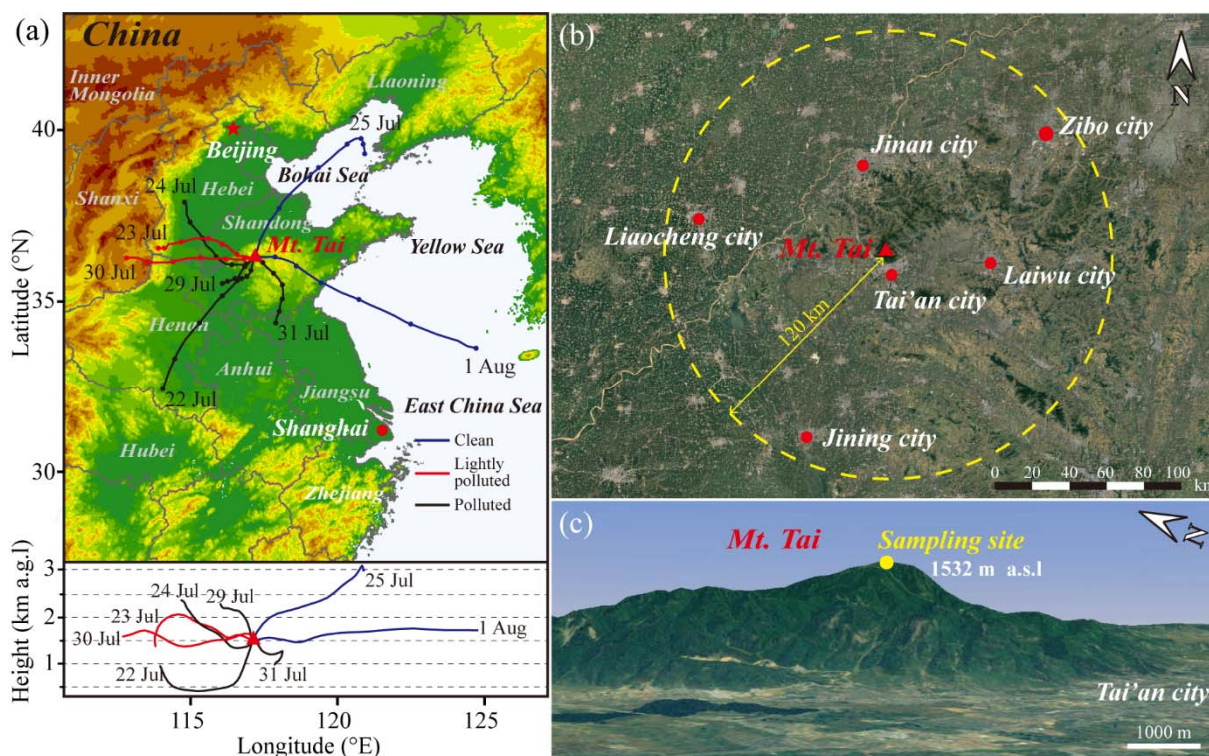 (a)
China
Inner
Mongolia
Liaoning
40
25 Jul
Beijing
Bohai Sea
24 Jul
Hebei
Shanxi
Shandong
23 Jul
Mt. Tai
Yellow Sea
30 Jul
29 Jul
35
Henan
31 Jul
1 Aug
Anhui
Jiangsu
22 Jul
East China Sea
Shanghai
Clean
Hubei
Lightly
polluted
30
Zhejiang
Polluted
Latitude (°N)
3
25 Jul
24 Jul
29 Jul
2
23 Jul
30 Jul
1 Aug
1
22 Jul
31 Jul
Height (km a.g.l)
115
120
125
Longitude (°E)
(b)
N
Zibo city
Jinan city
Liaocheng city
Mt. Tai
Laiwu city
Tai’an city
120 km
Jining city
0 20 40 60 80 100
km
(c)
Mt. Tai
Sampling site
N
1532 m a.s.l
Tai’an city
1000 m